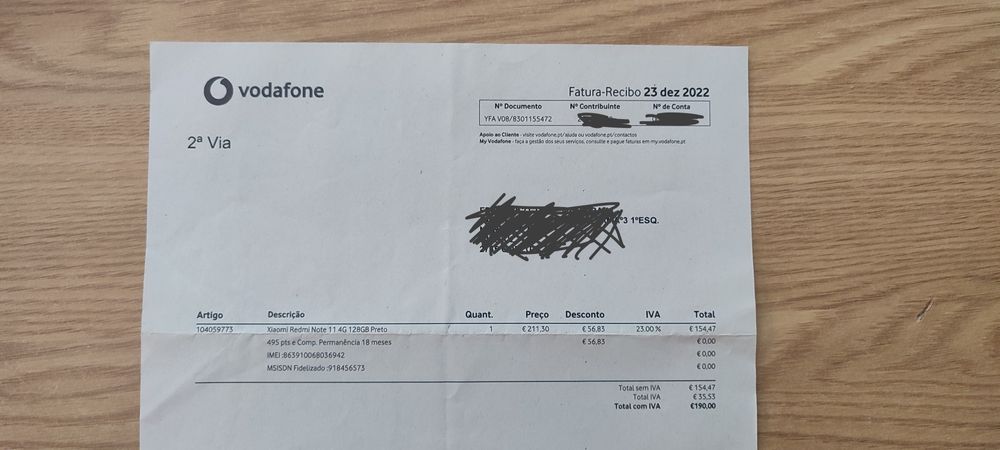 vodafone
Fatura-Recibo 23 dez 2022
Nº Documento Nº Contribuinte Nº de Conta
YFA V08/8301155472
Apoio ao Cliente - visite vodafone.pt/ajuda ou vodafone.pt/contactos
My Vodafone - faça a gestão dos seus serviços, consulte e pague faturas em my.vodafone.pt
2ª Via
1ºESQ.
Artigo Descrição Quant. Preço Desconto IVA Total
104059773 Xiaomi Redmi Note 11 4G 128GB Preto 1 € 211,30 € 56,83 23.00 % € 154,47
495 pts e Comp. Permanência 18 meses € 56,83 € 0,00
IMEI :863910068036942 € 0,00
MSISDN Fidelizado :918456573 € 0,00
Total sem IVA € 154,47
Total IVA € 35,53
Total com IVA €190,00